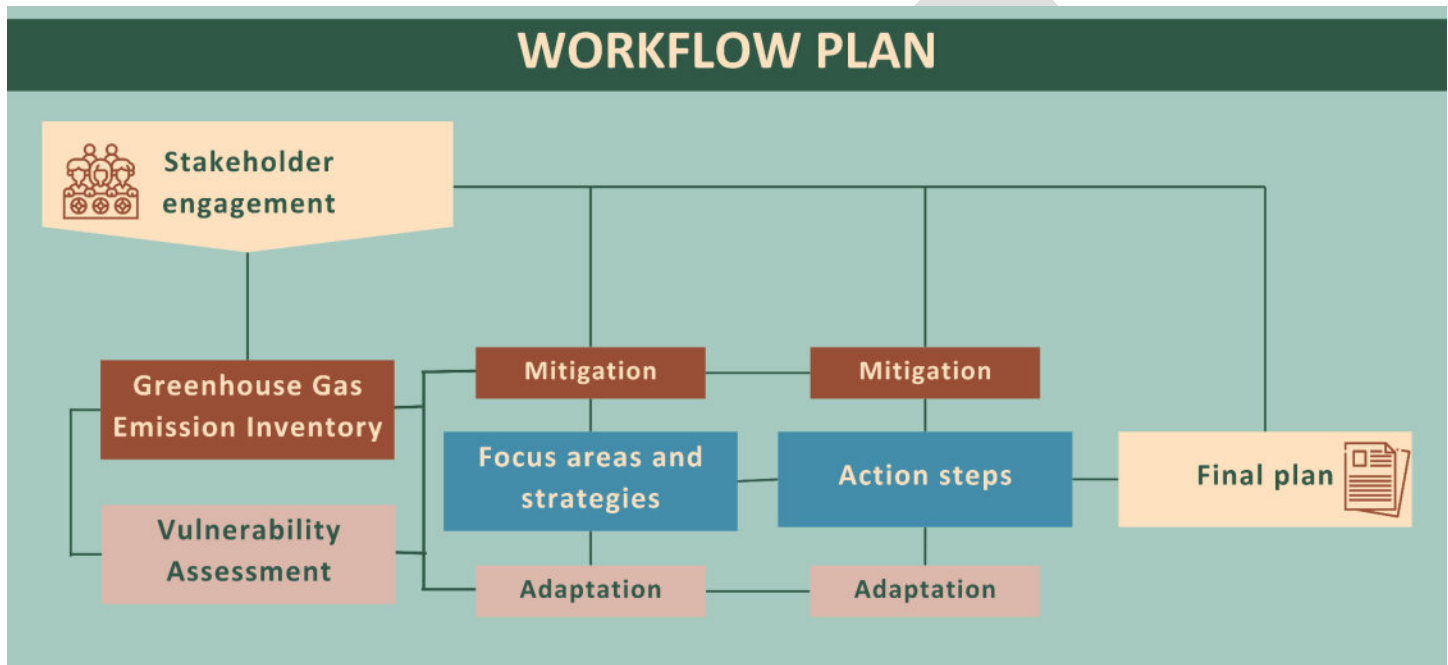 WORKFLOW PLAN
Stakeholder
engagement
Greenhouse Gas
Emission Inventory
Vulnerability
Assessment
Mitigation
Focus areas and
strategies
Adaptation
Mitigation
Action steps
Adaptation
Final plan